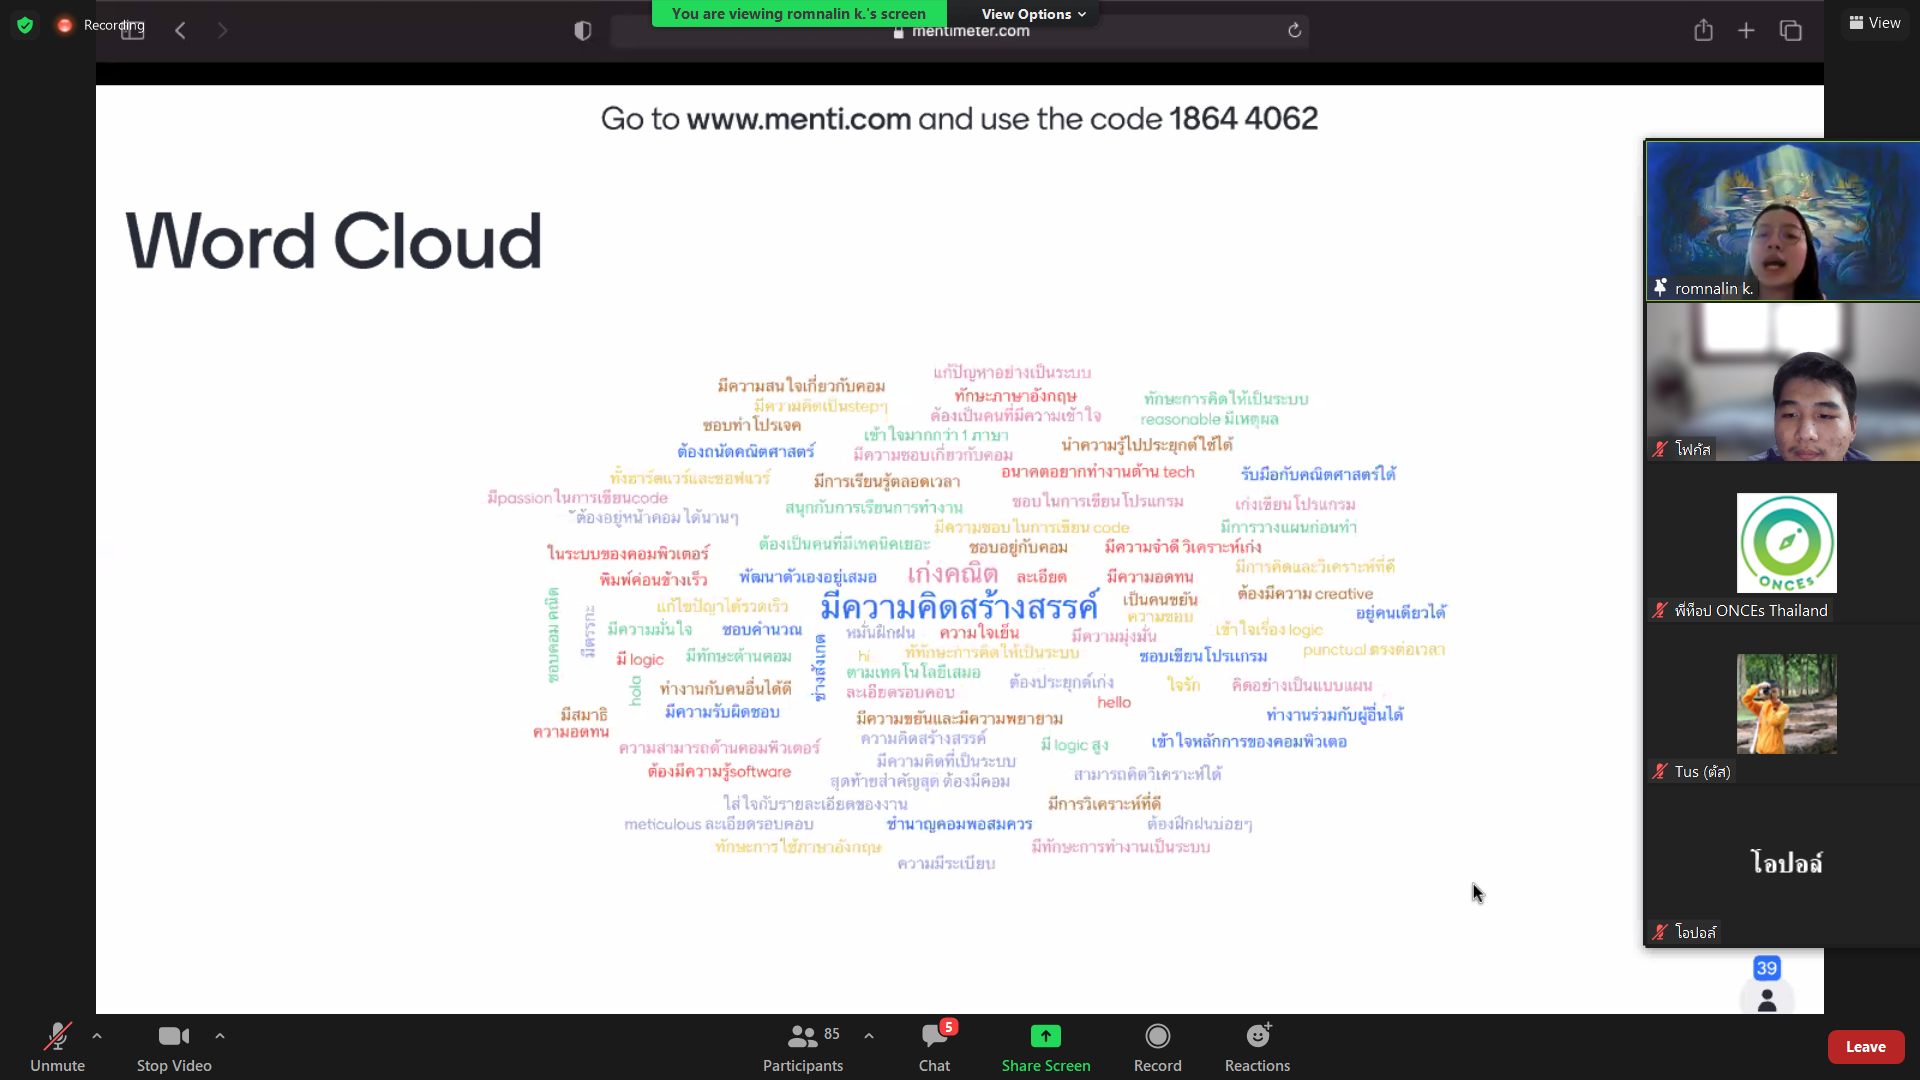 Recording
You are viewing romnalin k.'s screen
View Options
mentimeter.com
View
Go to www.menti.com and use the code 1864 4062
Word Cloud
แก้ปัญหาอย่างเป็นระบบ
มีความสนใจเกี่ยวกับคอม
ทักษะภาษาอังกฤษ
ทักษะการคิดให้เป็นระบบ
มีความคิดเป็นstepๆ
ต้องเป็นคนที่มีความเข้าใจ
reasonable มีเหตุผล
ชอบทำโปรเจค
เข้าใจมากกว่า 1 ภาษา
นำความรู้ไปประยุกต์ใช้ได้
ต้องถนัดคณิตศาสตร์
มีความชอบเกี่ยวกับคอม
อนาคตอยากทำงานด้าน tech
รับมือกับคณิตศาสตร์ได้
ทั้งฮาร์ดแวร์และซอฟแวร์
มีการเรียนรู้ตลอดเวลา
มีpassion ในการเขียนcode
สนุกกับการเรียนการทำงาน
ชอบในการเขียนโปรแกรม
เก่งเขียนโปรแกรม
ต้องอยู่หน้าคอมได้นานๆ
มีความชอบในการเขียน code
มีการวางแผนก่อนทำ
ในระบบของคอมพิวเตอร์
ต้องเป็นคนที่มีเทคนิคเยอะ
ชอบอยู่กับคอม
มีความจำดี วิเคราะห์เก่ง
พิมพ์ค่อนข้างเร็ว
พัฒนาตัวเองอยู่เสมอ
เก่งคณิต
ละเอียด
มีความอดทน
มีการคิดและวิเคราะห์ที่ดี
ชอบคอม คณิต
มีตรรกะ
แก้ไขปัญาได้รวดเร็ว
มีความคิดสร้างสรรค์
เป็นคนขยัน
ต้องมีความ creative
ความชอบ
อยู่คนเดียวได้
มีความมั่นใจ
ชอบคำนวณ
หมั่นฝึกฝน
ความใจเย็น
มีความมุ่งมั่น
เข้าใจเรื่อง logic
มี logic
มีทักษะด้านคอม
ช่างสังเกต
hi
ทัทักษะการคิดให้เป็นระบบ
ชอบเขียนโปรแกรม
punctual ตรงต่อเวลา
hola
ทำงานกับคนอื่นได้ดี
ตามเทคโนโลยีเสมอ
ต้องประยุกต์เก่ง
ใจรัก
คิดอย่างเป็นแบบแผน
ละเอียดรอบคอบ
hello
มีสมาธิ
มีความรับผิดชอบ
มีความขยันและมีความพยายาม
ทำงานร่วมกับผู้อื่นได้
ความอดทน
ความสามารถด้านคอมพิวเตอร์
ความคิดสร้างสรรค์
มี logic สูง
เข้าใจหลักการของคอมพิวเตอ
ต้องมีความรู้software
มีความคิดที่เป็นระบบ
สุดท้ายสำคัญสุด ต้องมีคอม
สามารถคิดวิเคราะห์ได้
ใส่ใจกับรายละเอียดของงาน
มีการวิเคราะห์ที่ดี
meticulous ละเอียดรอบคอบ
ชำนาญคอมพอสมควร
ต้องฝึกฝนบ่อยๆ
ทักษะการใช้ภาษาอังกฤษ
มีทักษะการทำงานเป็นระบบ
ความมีระเบียบ
romnalin k.
โฟกัส
ONCEs
พี่ท็อป ONCEs Thailand
Tus (ตัส)
โอปอล์
โอปอล์
39
Unmute
Stop Video
85
Participants
5
Chat
Share Screen
Record
Reactions
Leave